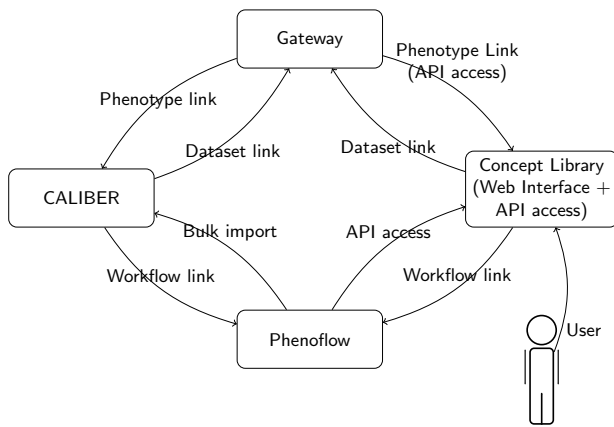 Gateway
Phenotype Link
(API access)
Phenotype link
Dataset link
Dataset link
CALIBER
Concept Library
(Web Interface +
API access)
Bulk import
API access
Workflow link
Workflow link
Phenoflow
User